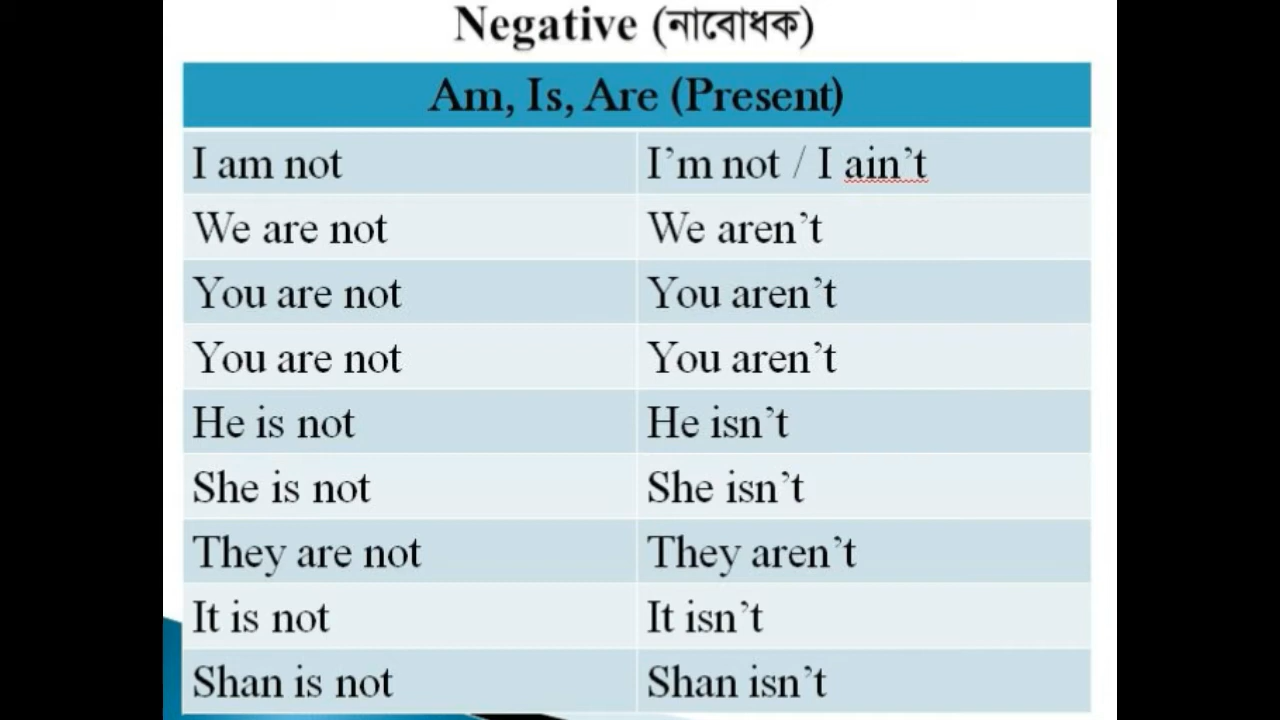 Negative (নাবোধক)
Am, Is, Are (Present)
I am not I’m not / I ain’t
We are not We aren’t
You are not You aren’t
You are not You aren’t
He is not He isn’t
She is not She isn’t
They are not They aren’t
It is not It isn’t
Shan is not Shan isn’t